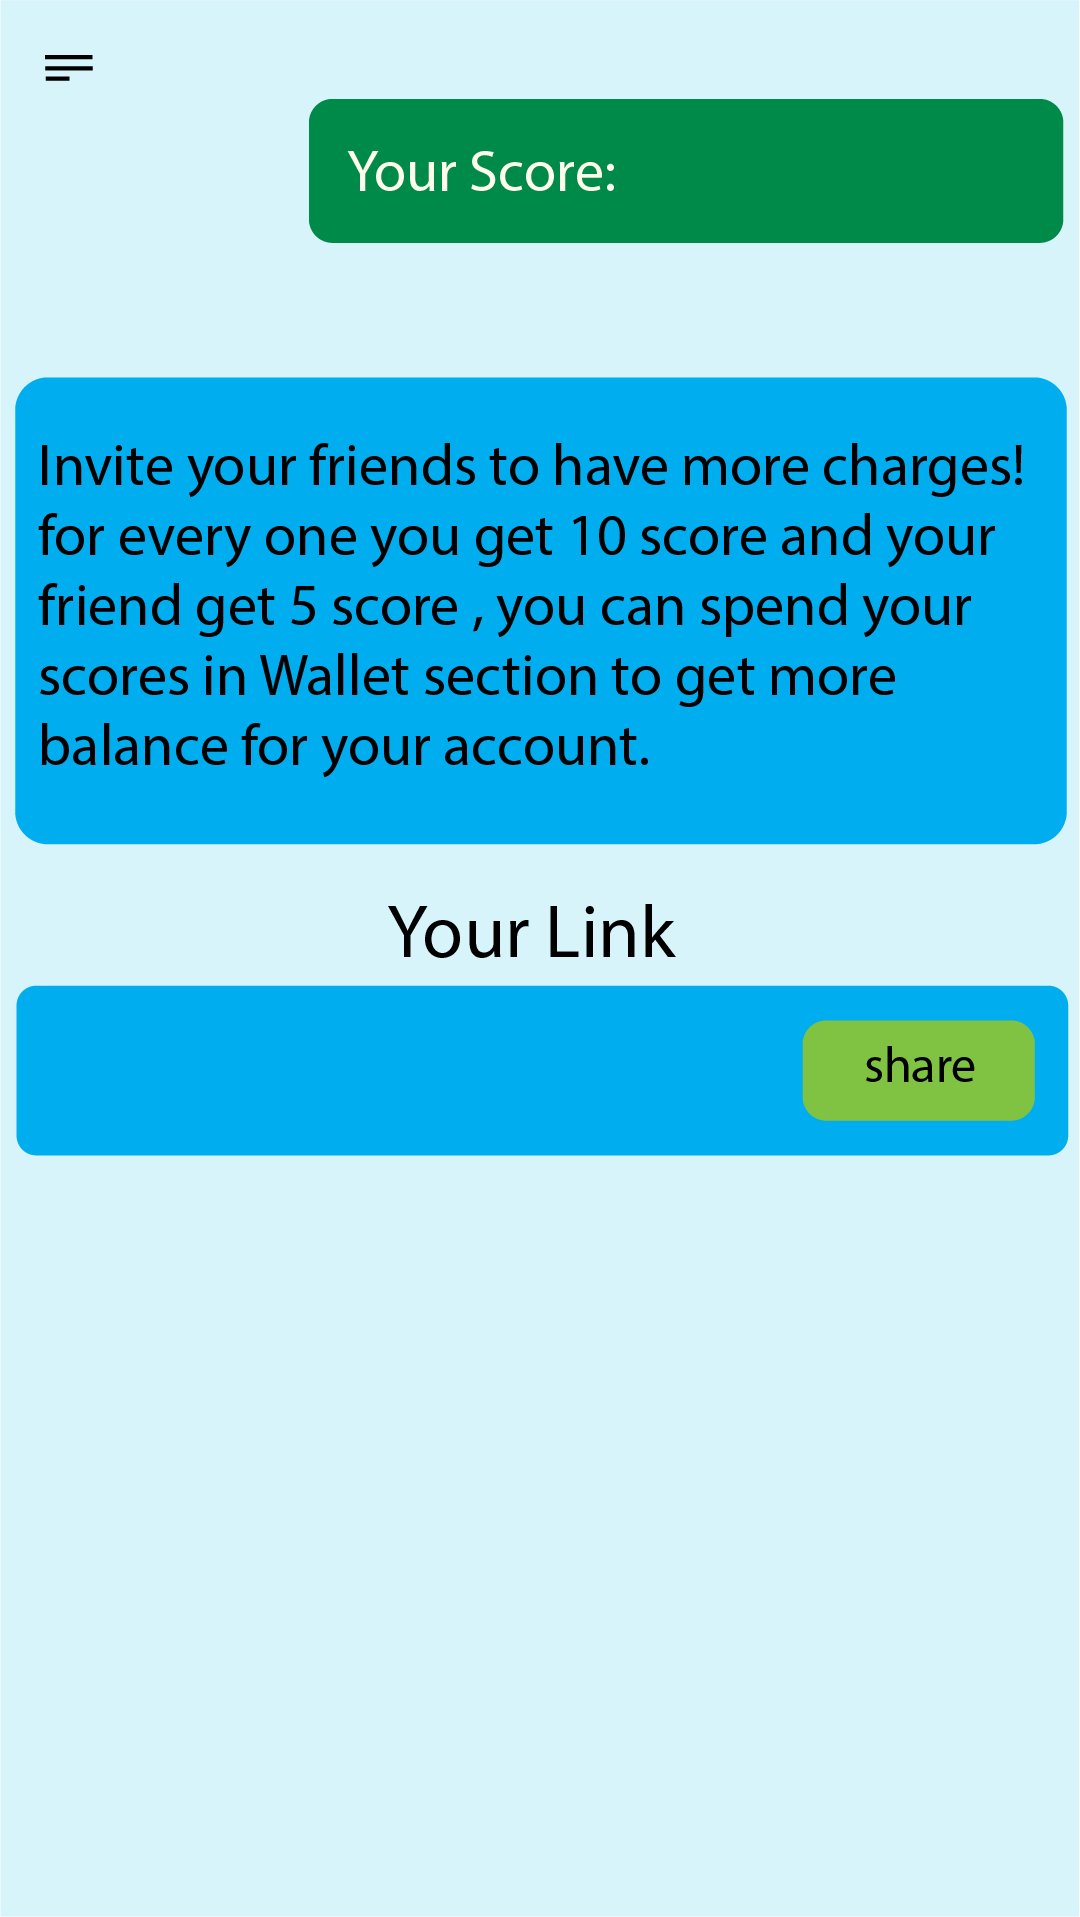 Your Score:
Invite your friends to have more charges!
for every one you get 10 score and your
friend get 5 score , you can spend your
scores in Wallet section to get more
balance for your account.
Your Link
share